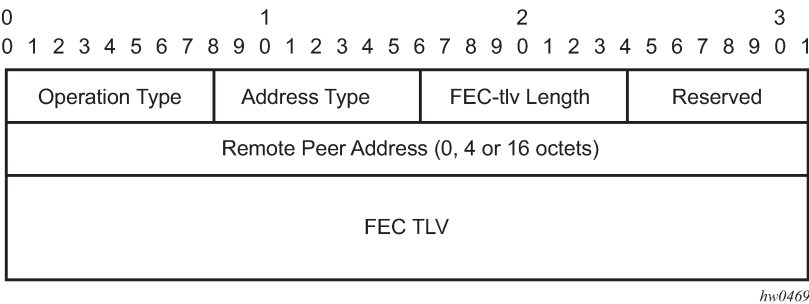 0 1 2 3
0 1 2 3 4 5 6 7 8 9 0 1 2 3 4 5 6 7 8 9 0 1 2 3 4 5 6 7 8 9 0 1
Operation Type Address Type FEC-tlv Length Reserved
Remote Peer Address (0, 4 or 16 octets)
FEC TLV
hw0469